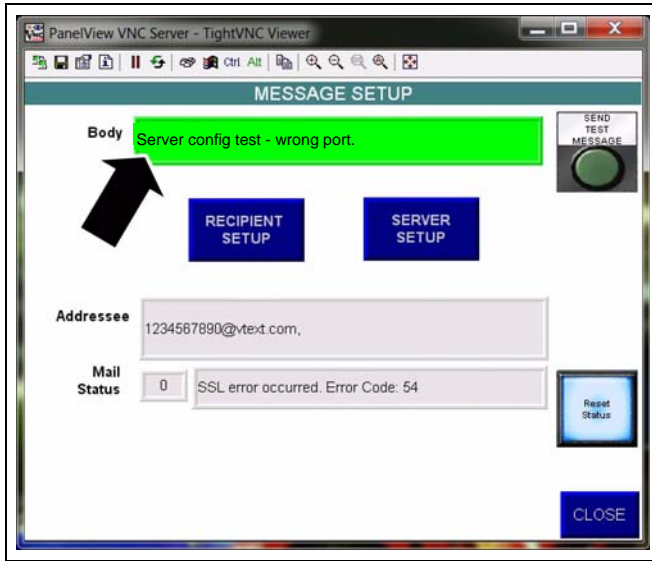 PanelView VNC Server - TightVNC Viewer
Ctrl Alt
MESSAGE SETUP
Body
Server config test - wrong port.
SEND
TEST
MESSAGE
RECIPIENT
SETUP
SERVER
SETUP
Addressee
1234567890@vtext.com,
Mail
Status
0
SSL error occurred. Error Code: 54
Reset
Status
CLOSE